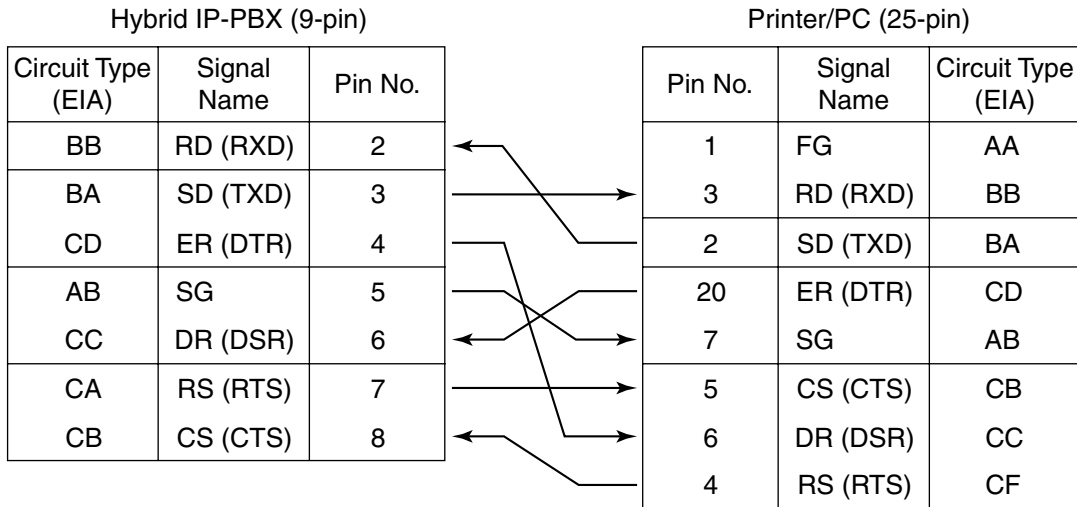 Hybrid IP-PBX (9-pin)
Circuit Type (EIA) Signal Name Pin No.
BB RD (RXD) 2
BA SD (TXD) 3
CD ER (DTR) 4
AB SG 5
CC DR (DSR) 6
CA RS (RTS) 7
CB CS (CTS) 8
Printer/PC (25-pin)
Pin No. Signal Name Circuit Type (EIA)
1 FG AA
3 RD (RXD) BB
2 SD (TXD) BA
20 ER (DTR) CD
7 SG AB
5 CS (CTS) CB
6 DR (DSR) CC
4 RS (RTS) CF